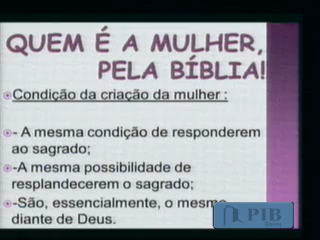 QUEM É A MULHER,
PELA BÍBLIA!
Condição da criação da mulher :
- A mesma condição de responderem
ao sagrado;
-A mesma possibilidade de
resplandecerem o sagrado;
-São, essencialmente, o mesmo
diante de Deus.
PIB